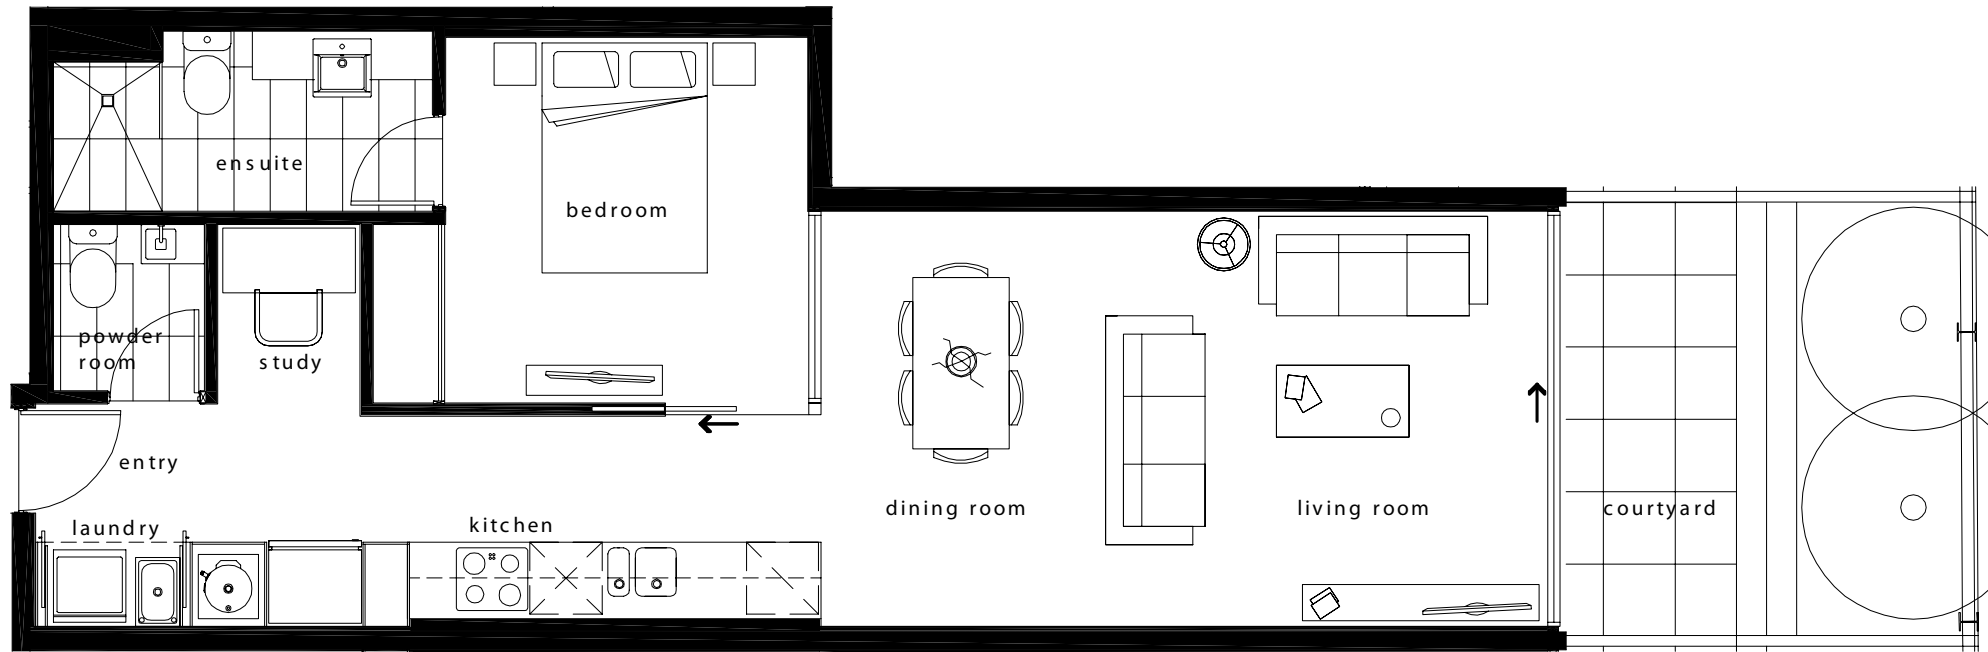 ensuite
bedroom
powder
room
study
entry
laundry
kitchen
dining room
living room
courtyard